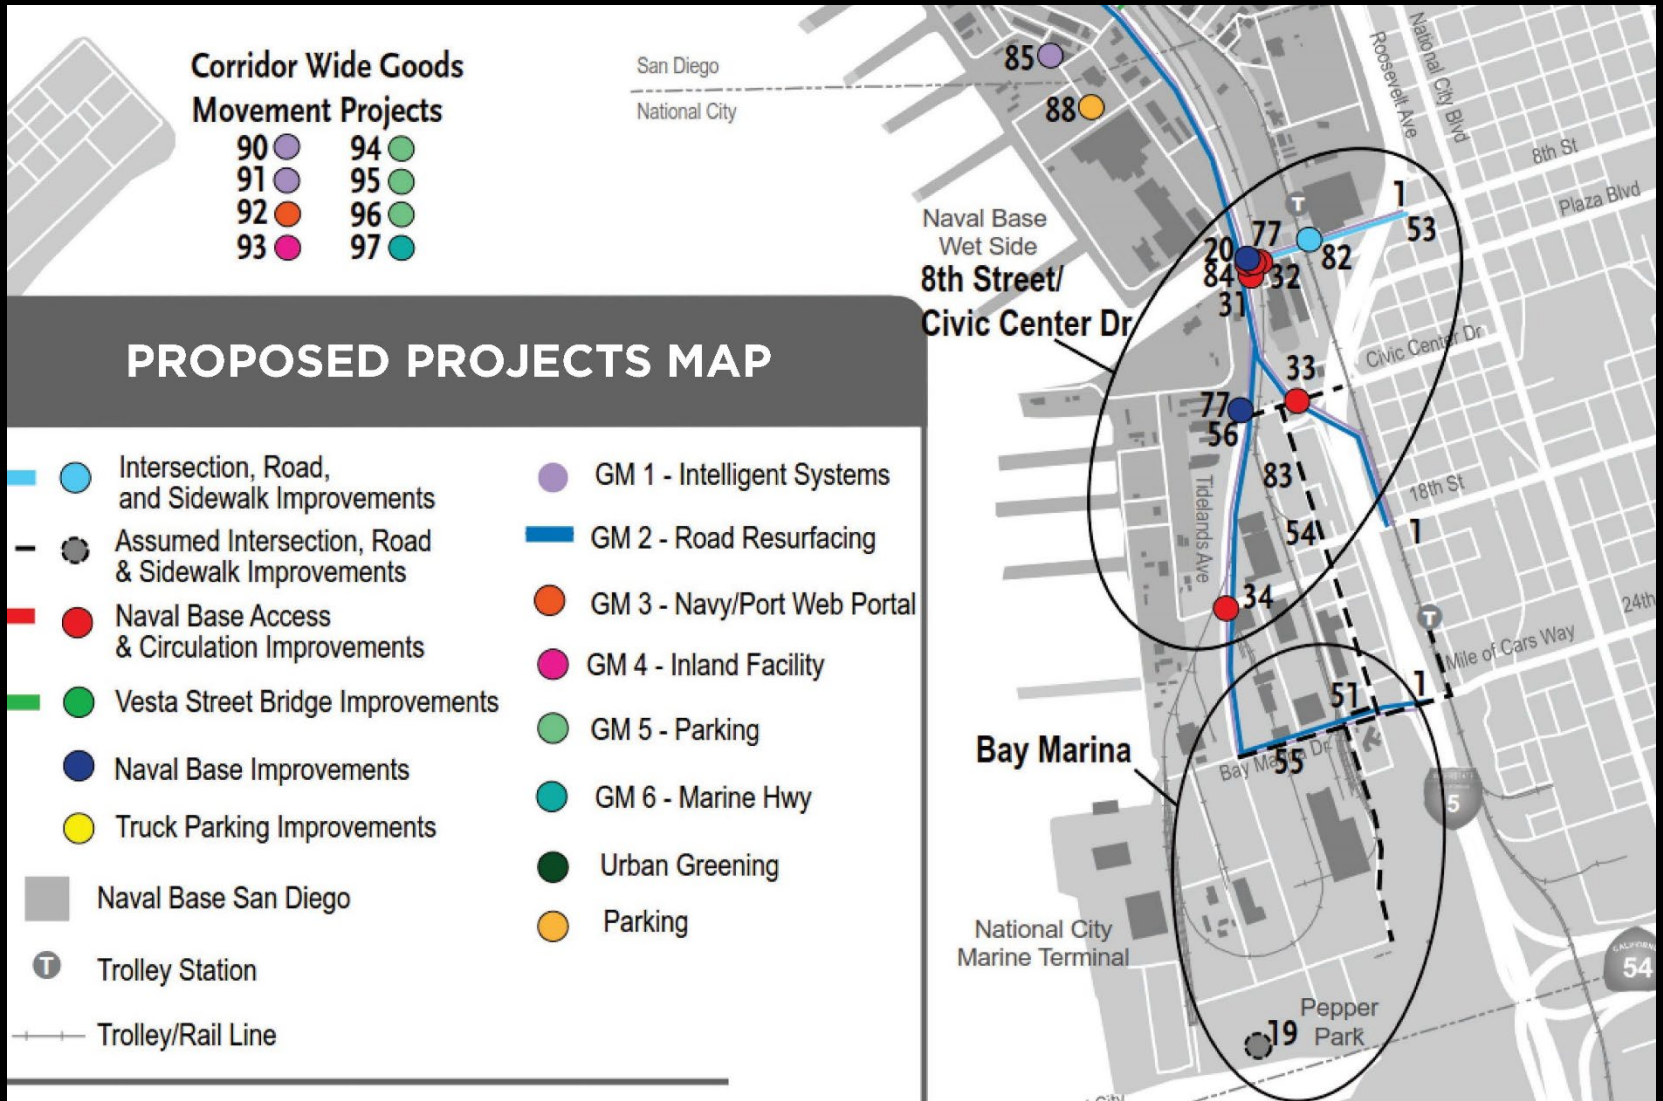 Corridor Wide Goods
Movement Projects
90 94
91 95
92 96
93 97
PROPOSED PROJECTS MAP
Intersection, Road,
and Sidewalk Improvements
Assumed Intersection, Road
& Sidewalk Improvements
Naval Base Access
& Circulation Improvements
Vesta Street Bridge Improvements
Naval Base Improvements
Truck Parking Improvements
Naval Base San Diego
T Trolley Station
Trolley/Rail Line
GM 1 - Intelligent Systems
GM 2 - Road Resurfacing
GM 3 - Navy/Port Web Portal
GM 4 - Inland Facility
GM 5 - Parking
GM 6 - Marine Hwy
Urban Greening
Parking
San Diego
National City
85
88
Roosevelt Ave
National City Blvd
8th St
Plaza Blvd
Naval Base
Wet Side
8th Street/
Civic Center Dr
T
1
53
77
20
82
84
32
31
Civic Center Dr
33
77
56
83
Tidelands Ave
18th St
54
1
34
T
24th
Mile of Cars Way
51
1
Bay Marina
Bay Marina Dr
55
5
National City
Marine Terminal
CALIFORNIA
54
Pepper
Park
19
City